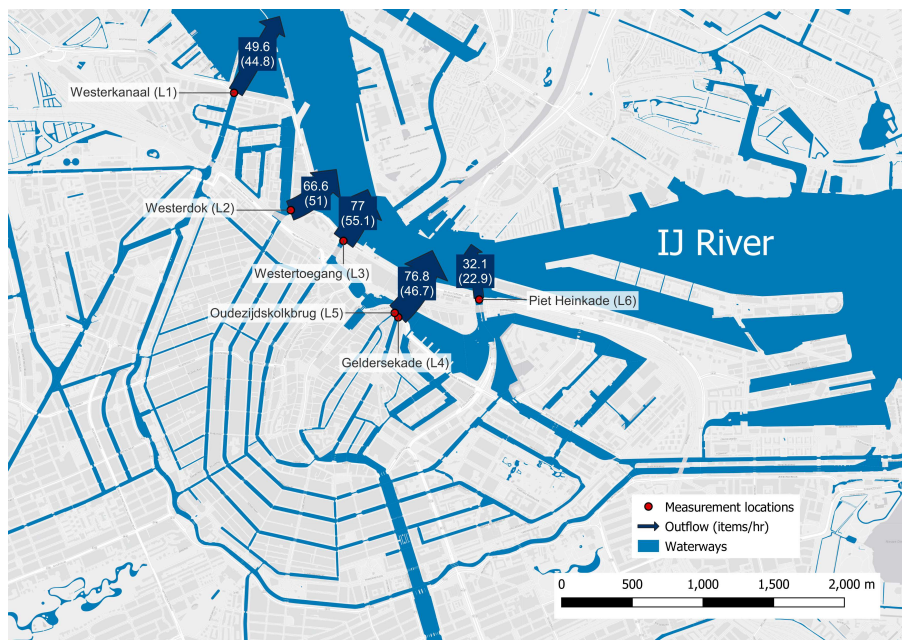 49.6
(44.8)
Westerkanaal (L1)
66.6
(51)
Westerdok (L2)
77
(55.1)
IJ River
Westertoegang (L3)
32.1
(22.9)
76.8
(46.7)
Piet Heinkade (L6)
Oudezijdskolkbrug (L5)
Geldersekade (L4)
Measurement locations
Outflow (items/hr)
Waterways
0 500 1,000 1,500 2,000 m